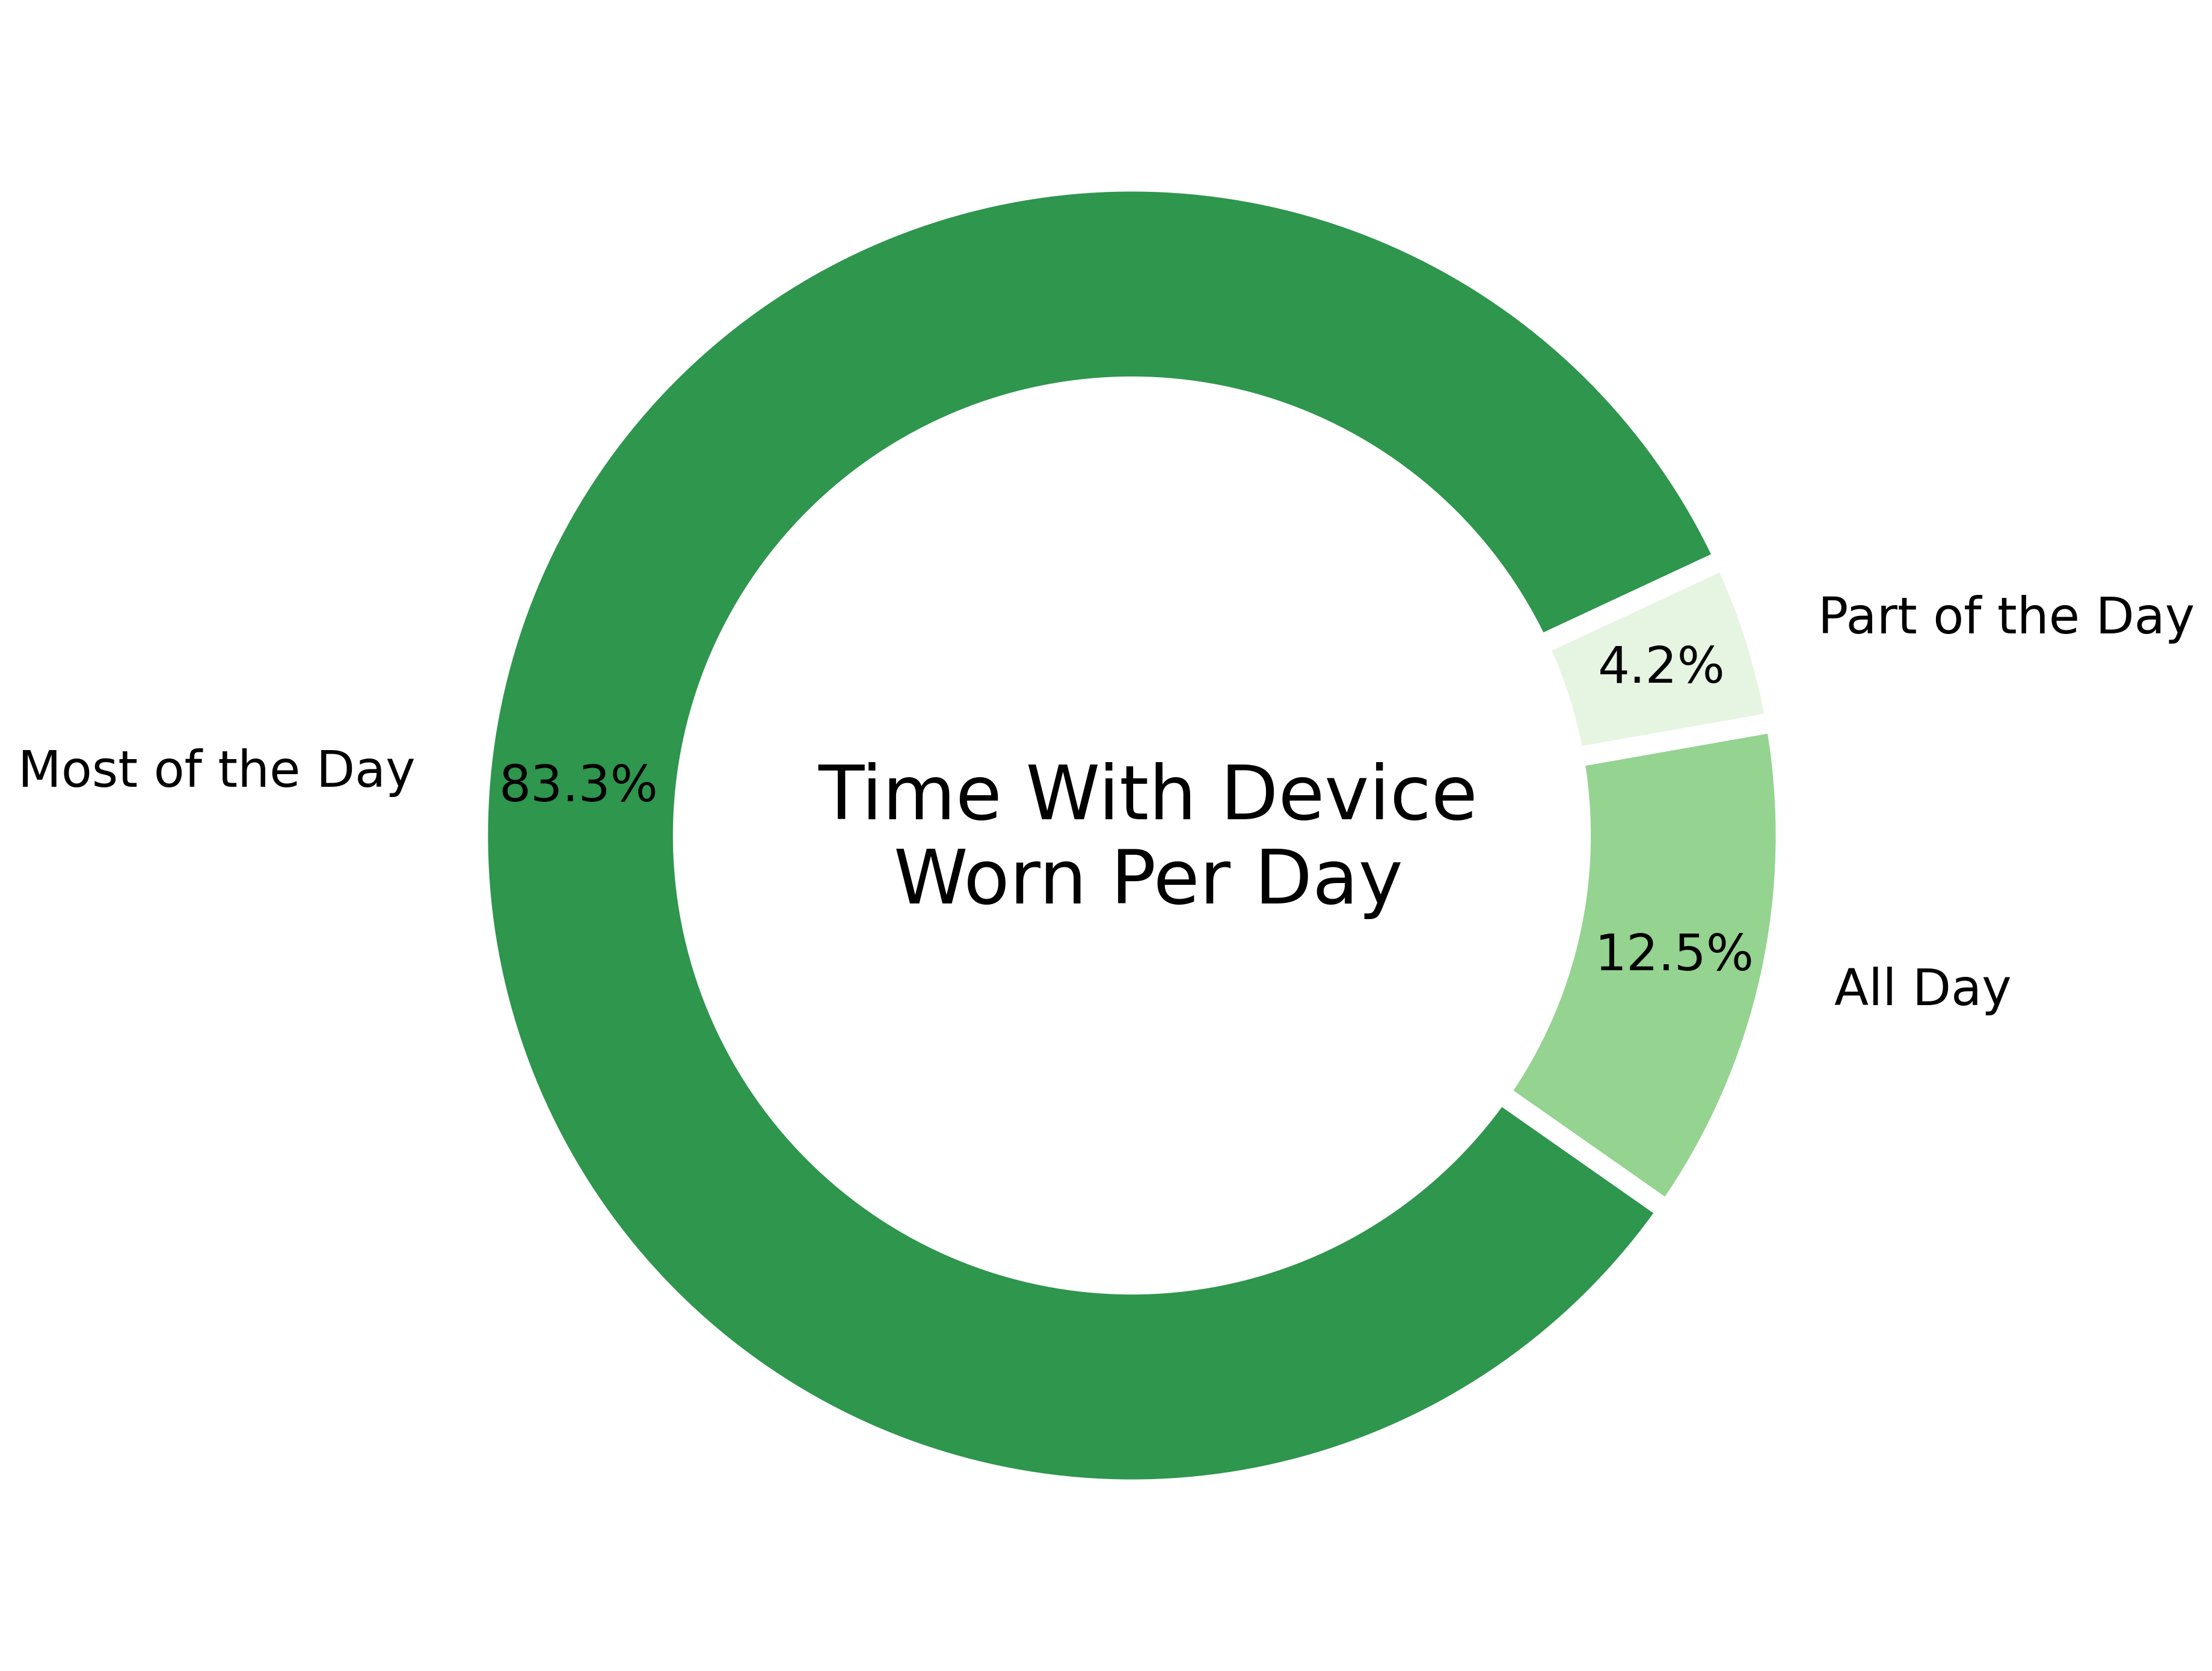 Part of the Day
4.2%
Most of the Day
83.3%
Time With Device
Worn Per Day
12.5%
All Day